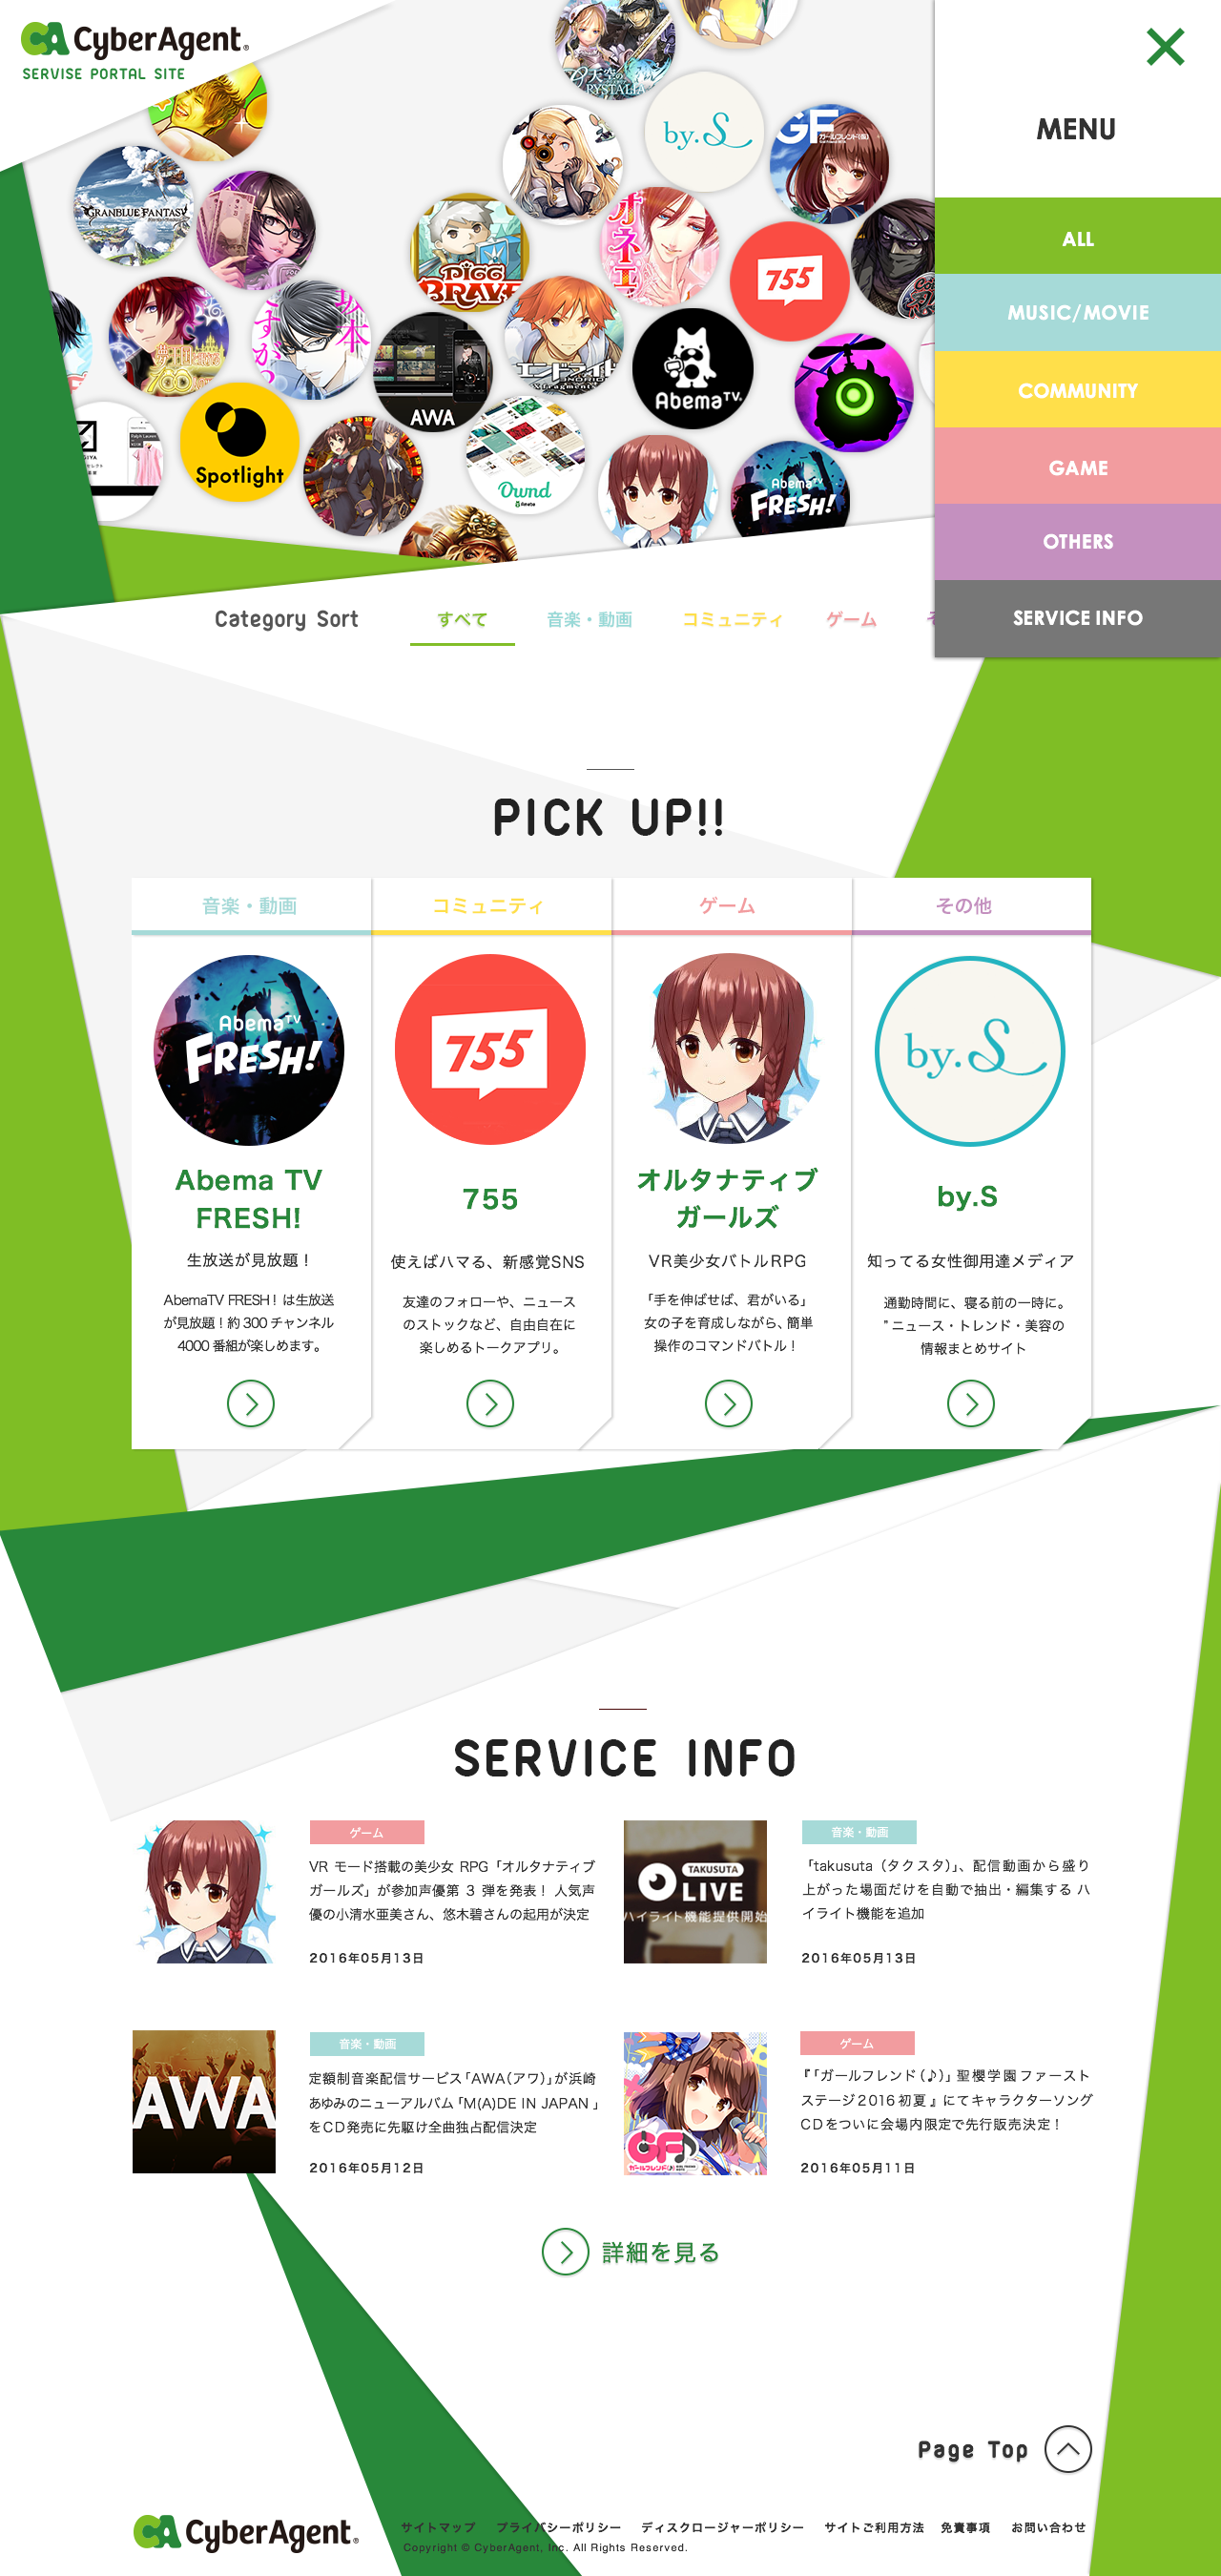 CyberAgent®
SERVISE PORTAL SITE
MENU
ALL
MUSIC/MOVIE
COMMUNITY
GAME
OTHERS
SERVICE INFO
天空の
by.S
GF
ガールフレンド(仮)
GRANBLUE FANTASY
オネエ
PIGG
BRAVE
755
坂本
100
AWA
AbemaTV.
Spotlight
Ownd
AbemaTV
FRESH!
Category Sort
すべて
音楽・動画
コミュニティ
ゲーム
PICK UP!!
音楽・動画
コミュニティ
ゲーム
その他
AbemaTV
FRESH!
755
by.S
Abema TV
FRESH!
755
オルタナティブ
ガールズ
by.S
生放送が見放題！
使えばハマる、新感覚SNS
VR美少女バトルRPG
知ってる女性御用達メディア
AbemaTV FRESH！は生放送
が見放題！約 300 チャンネル
4000 番組が楽しめます。
友達のフォローや、ニュース
のストックなど、自由自在に
楽しめるトークアプリ。
「手を伸ばせば、君がいる」
女の子を育成しながら、簡単
操作のコマンドバトル！
通勤時間に、寝る前の一時に。
" ニュース・トレンド・美容の
情報まとめサイト
SERVICE INFO
ゲーム
VR モード搭載の美少女 RPG「オルタナティブ
ガールズ」が参加声優第 3 弾を発表！ 人気声
優の小清水亜美さん、悠木碧さんの起用が決定
2016年05月13日
TAKUSUTA
LIVE
ハイライト機能提供開始
音楽・動画
「takusuta（タクスタ）」、配信動画から盛り
上がった場面だけを自動で抽出・編集する ハ
イライト機能を追加
2016年05月13日
AWA
音楽・動画
定額制音楽配信サービス「AWA（アワ）」が浜崎
あゆみのニューアルバム「M(A)DE IN JAPAN 」
をCD発売に先駆け全曲独占配信決定
2016年05月12日
GF♪
ゲーム
『「ガールフレンド（♪）」聖櫻学園ファースト
ステージ2016初夏』にてキャラクターソング
CDをついに会場内限定で先行販売決定！
2016年05月11日
詳細を見る
Page Top
CyberAgent®
サイトマップ プライバシーポリシー ディスクロージャーポリシー サイトご利用方法 免責事項 お問い合わせ
Copyright © CyberAgent, Inc. All Rights Reserved.